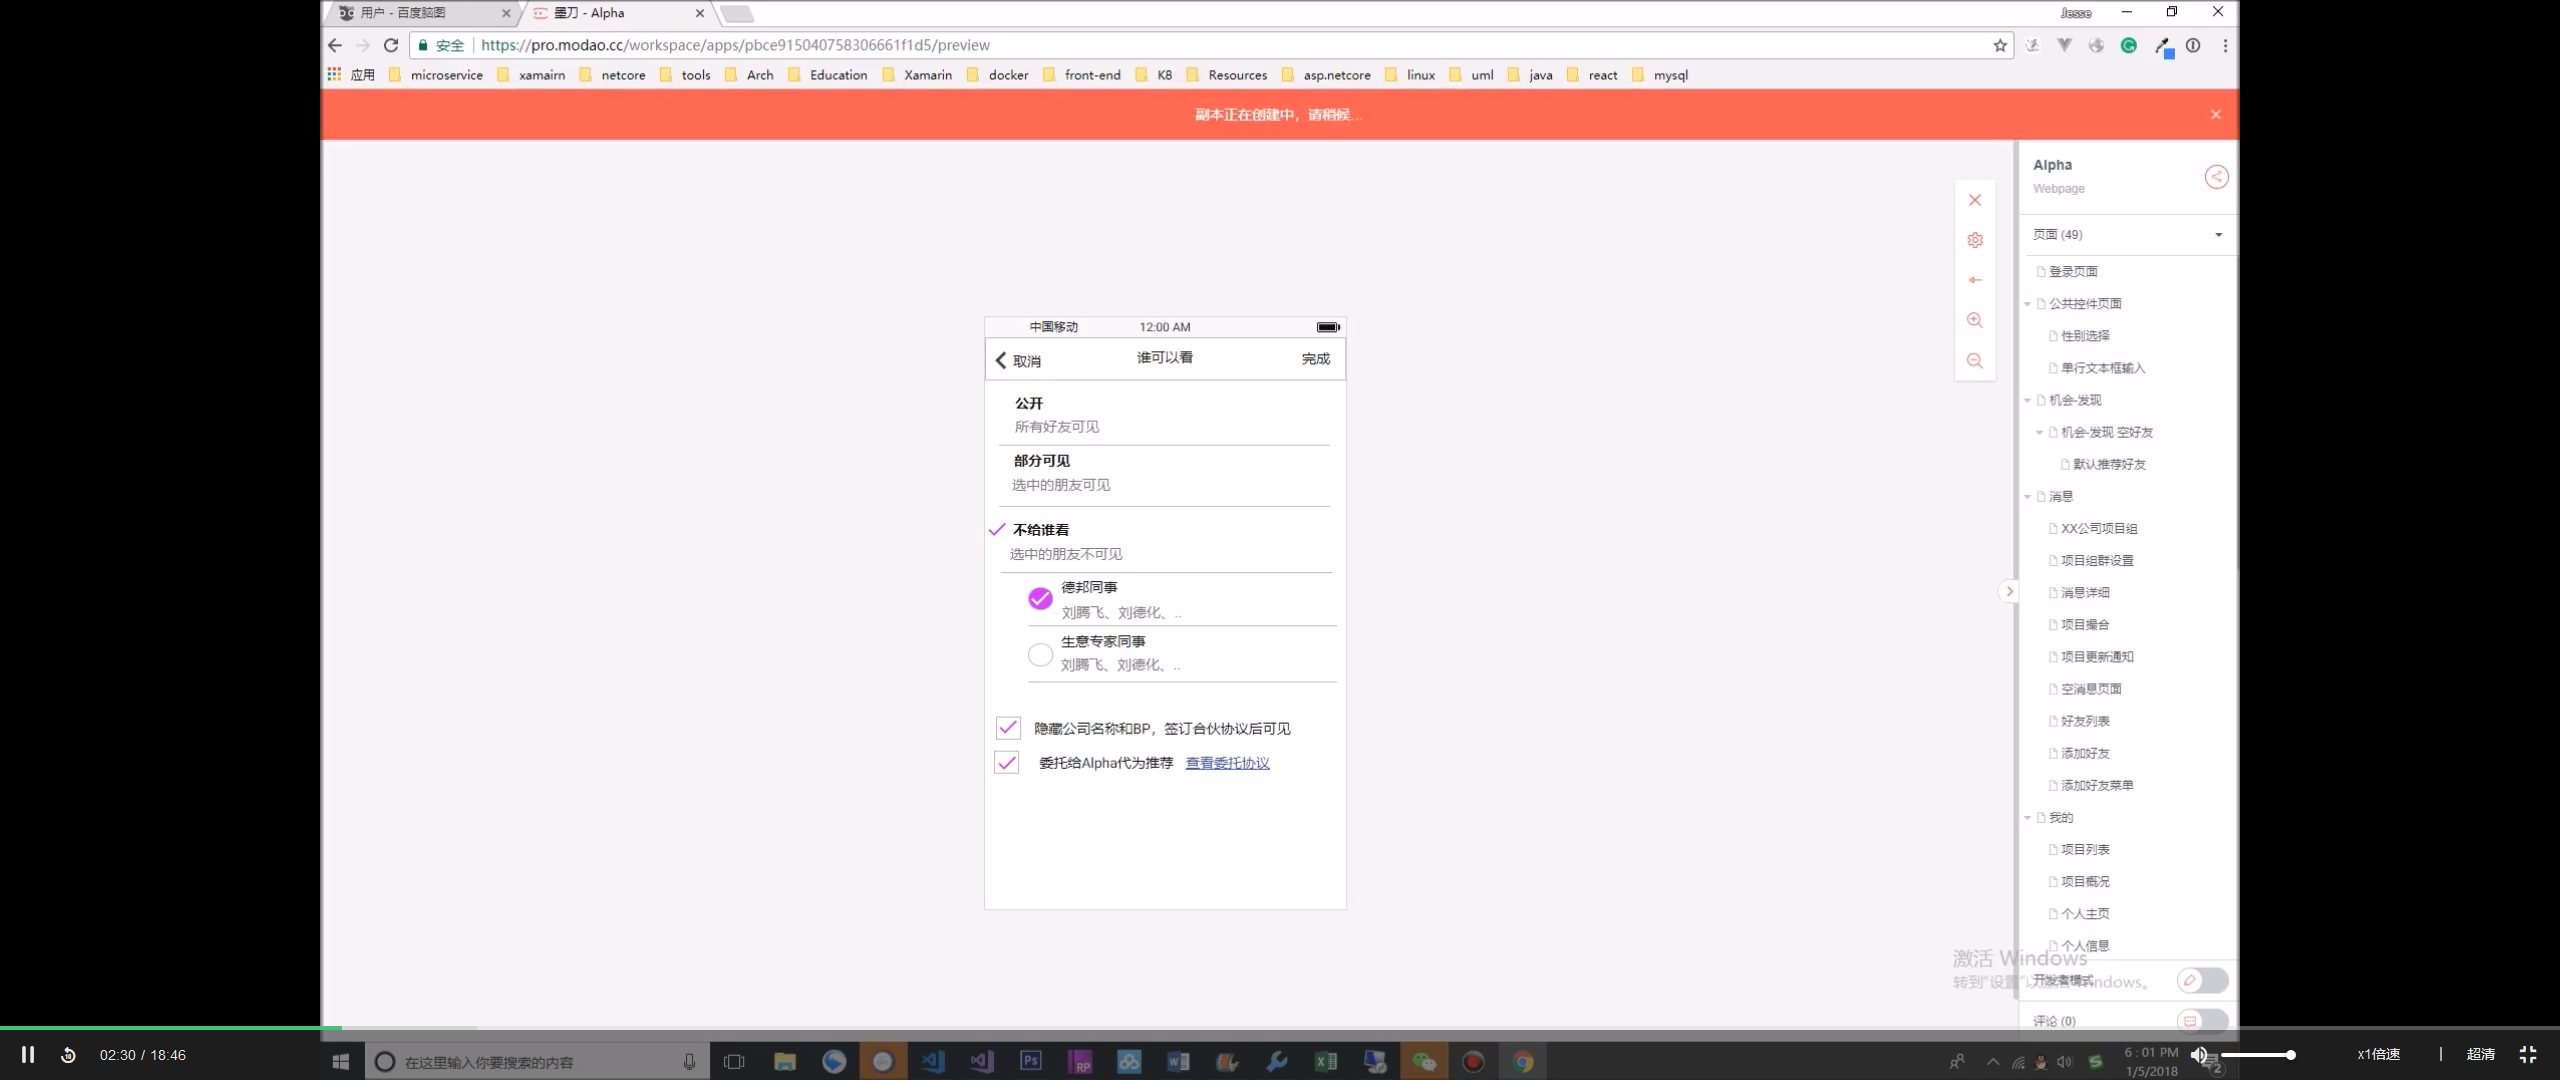 用户 - 百度脑图
墨刀 - Alpha
Jesse
安全 https://pro.modao.cc/workspace/apps/pbce915040758306661f1d5/preview
应用 microservice xamairn netcore tools Arch Education Xamarin docker front-end K8 Resources asp.netcore linux uml java react mysql
副本正在创建中，请稍候...
Alpha
Webpage
页面 (49)
登录页面
公共控件页面
性别选择
单行文本框输入
机会-发现
机会-发现 空好友
默认推荐好友
消息
XX公司项目组
项目组群设置
消息详细
项目撮合
项目更新通知
空消息页面
好友列表
添加好友
添加好友菜单
我的
项目列表
项目概况
个人主页
个人信息
开发者模式
评论 (0)
中国移动 12:00 AM
取消 谁可以看 完成
公开
所有好友可见
部分可见
选中的朋友可见
不给谁看
选中的朋友不可见
德邦同事
刘腾飞、刘德化、..
生意专家同事
刘腾飞、刘德化、..
隐藏公司名称和BP，签订合伙协议后可见
委托给Alpha代为推荐 查看委托协议
激活 Windows
转到"设置"以激活 Windows。
02:30 / 18:46
在这里输入你要搜索的内容
Ps
RP
6:01 PM
1/5/2018
2
x1倍速
超清